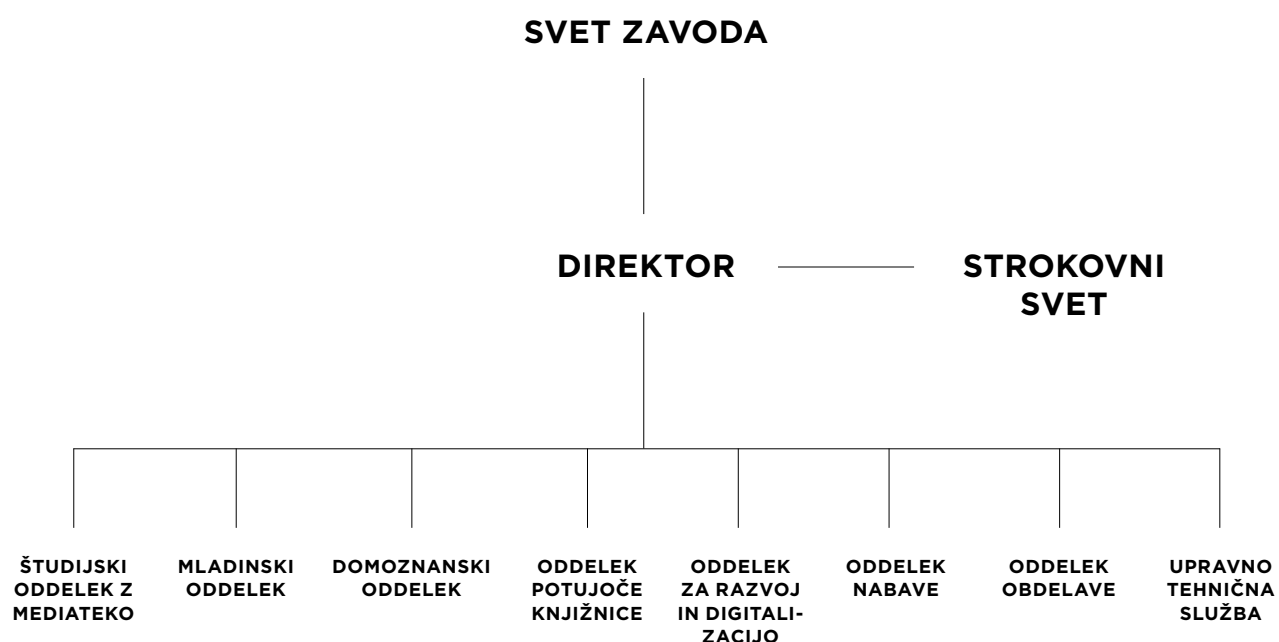 SVET ZAVODA
DIREKTOR
STROKOVNI
SVET
ŠTUDIJSKI
ODDELEK Z
MEDIATEKO
MLADINSKI
ODDELEK
DOMOZNANSKI
ODDELEK
ODDELEK
POTUJOČE
KNJIŽNICE
ODDELEK
ZA RAZVOJ
IN DIGITALI-
ZACIJO
ODDELEK
NABAVE
ODDELEK
OBDELAVE
UPRAVNO
TEHNIČNA
SLUŽBA